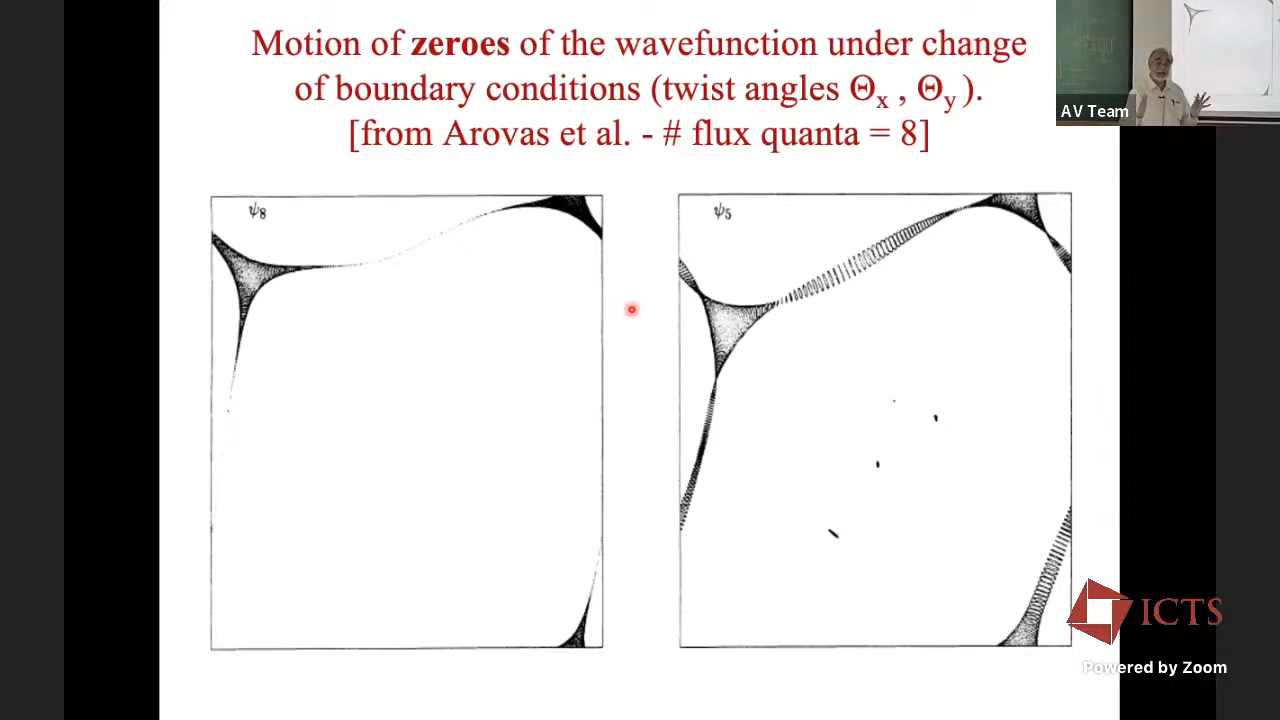 Motion of zeroes of the wavefunction under change
of boundary conditions (twist angles Θx , Θy ).
[from Arovas et al. - # flux quanta = 8]
AV Team
ψ8
ψ5
ICTS
Powered by Zoom